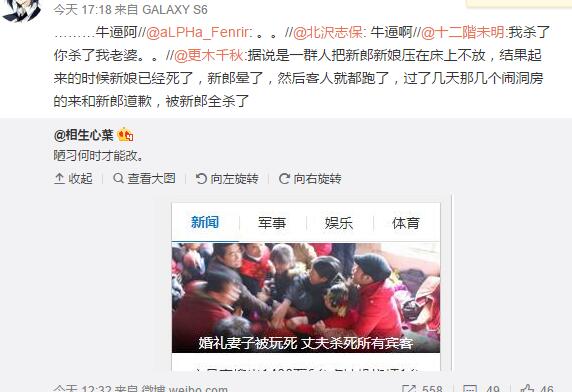 今天 17:18 来自 GALAXY S6
………牛逼啊//@aLPHa_Fenrir: 。。//@北沢志保: 牛逼啊//@十二階未明:我杀了
你杀了我老婆。。//@更木千秋:据说是一群人把新郎新娘压在床上不放，结果起
来的时候新娘已经死了，新郎晕了，然后客人就都跑了，过了几天那几个闹洞房
的来和新郎道歉，被新郎全杀了
@相生心葉
陋习何时才能改。
收起 查看大图 向左旋转 向右旋转
新闻 军事 娱乐 体育
婚礼妻子被玩死 丈夫杀死所有宾客
今天 12:32 来自 微博 weibo.com 558 49 46